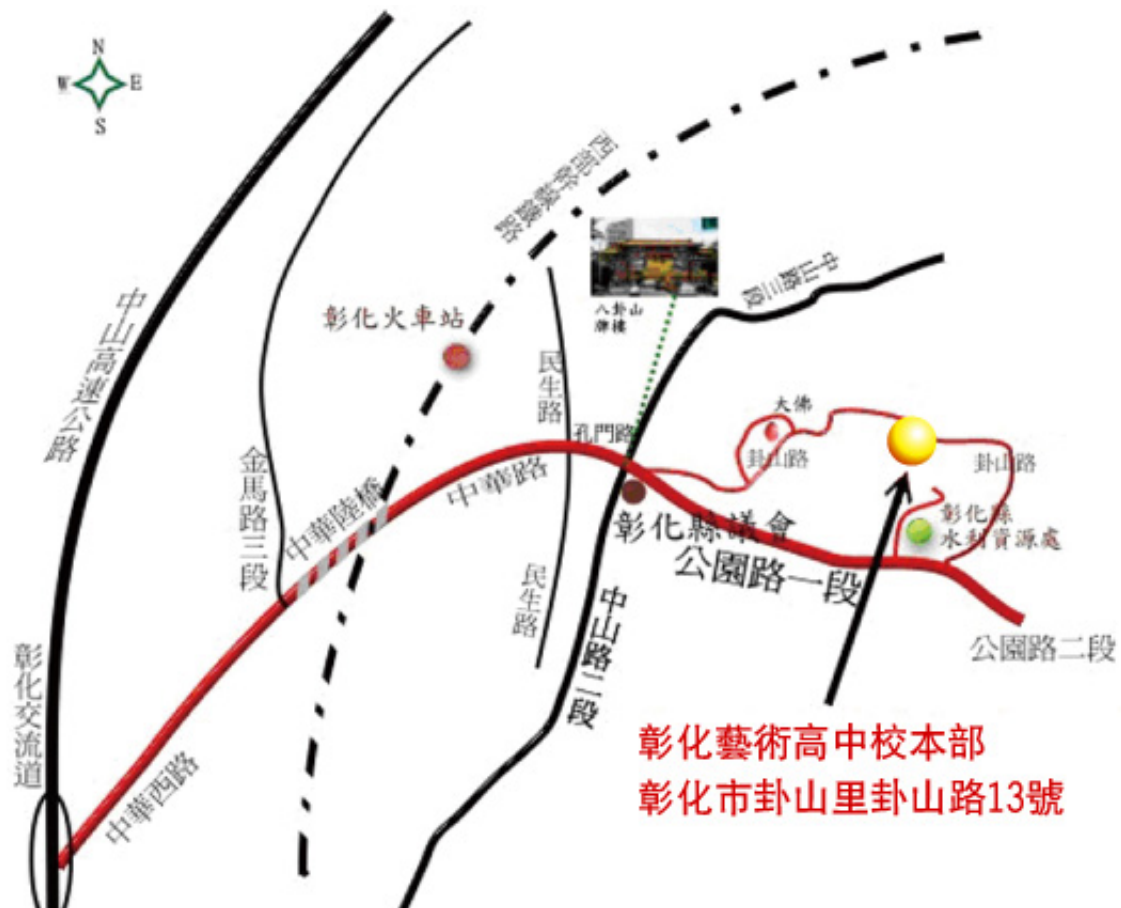 N
W
E
S
西部幹線鐵路
中山路三段
八卦山
牌樓
彰化火車站
中山高速公路
民生路
大佛
孔門路
卦山路
卦山路
金馬路三段
中華陸橋
中華路
彰化縣議會
彰化縣
水利資源處
公園路一段
民生路
中山路二段
公園路二段
彰化交流道
中華西路
彰化藝術高中校本部
彰化市卦山里卦山路13號